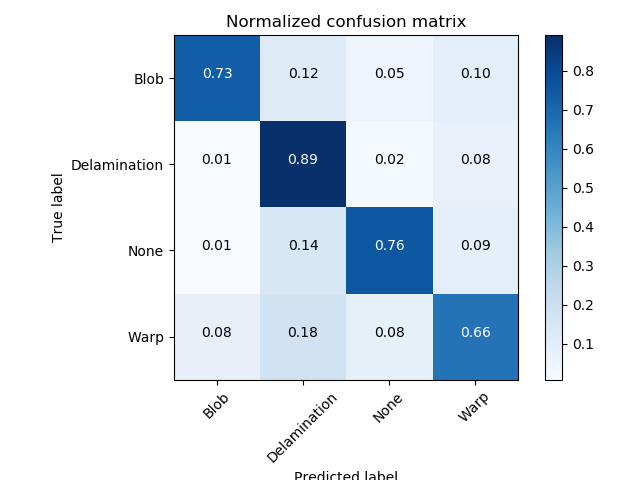 Normalized confusion matrix
Blob 0.73 0.12 0.05 0.10 0.8
0.7
Delamination 0.01 0.89 0.02 0.08 0.6
0.5
True label
0.4
None 0.01 0.14 0.76 0.09 0.3
0.2
Warp 0.08 0.18 0.08 0.66 0.1
Blob Delamination None Warp
Predicted label